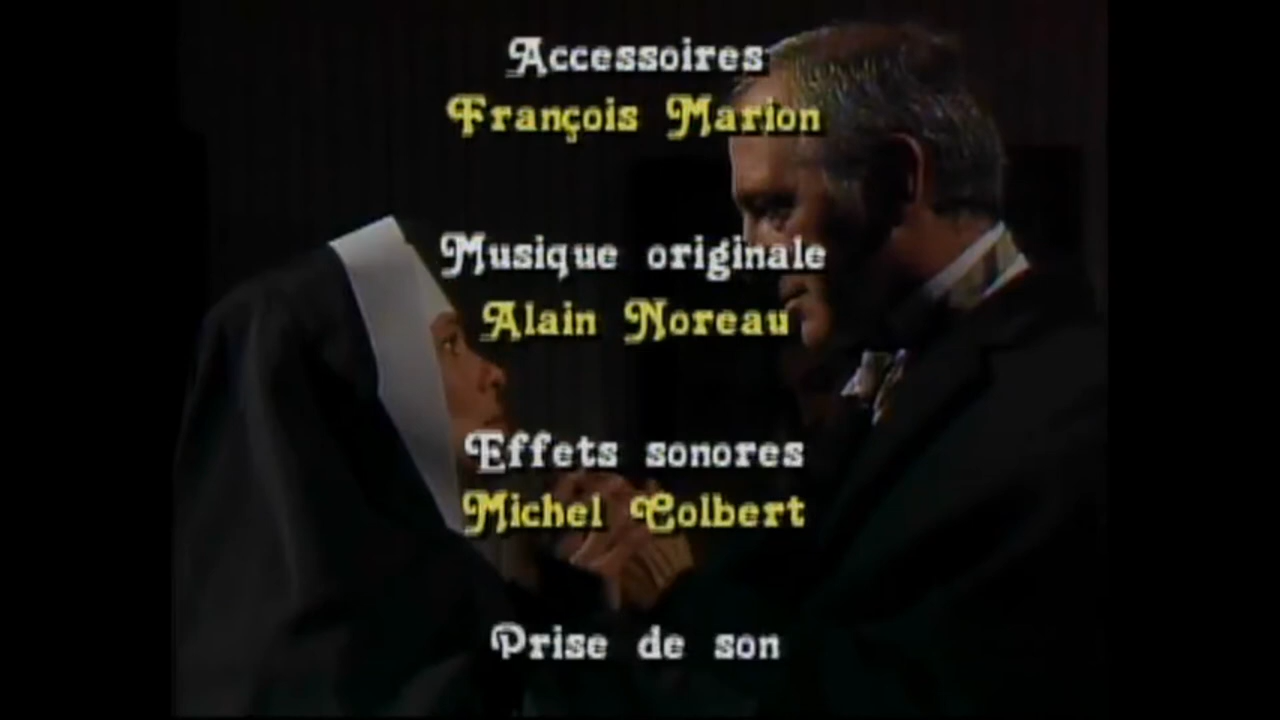 Accessoires
François Marion
Musique originale
Alain Noreau
Effets sonores
Michel Colbert
Prise de son